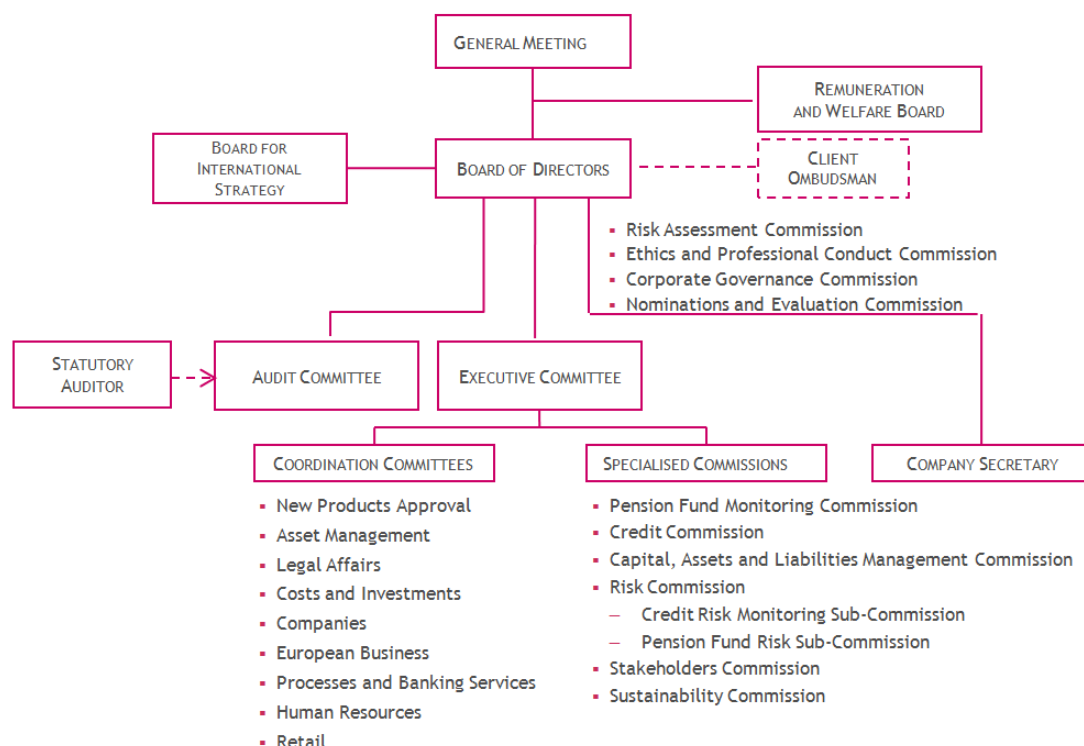 GENERAL MEETING
REMUNERATION
AND WELFARE BOARD
BOARD FOR
INTERNATIONAL
STRATEGY
BOARD OF DIRECTORS
CLIENT
OMBUDSMAN
▪ Risk Assessment Commission
▪ Ethics and Professional Conduct Commission
▪ Corporate Governance Commission
▪ Nominations and Evaluation Commission
STATUTORY
AUDITOR
AUDIT COMMITTEE
EXECUTIVE COMMITTEE
COORDINATION COMMITTEES
▪ New Products Approval
▪ Asset Management
▪ Legal Affairs
▪ Costs and Investments
▪ Companies
▪ European Business
▪ Processes and Banking Services
▪ Human Resources
▪ Retail
SPECIALISED COMMISSIONS
▪ Pension Fund Monitoring Commission
▪ Credit Commission
▪ Capital, Assets and Liabilities Management Commission
▪ Risk Commission
– Credit Risk Monitoring Sub-Commission
– Pension Fund Risk Sub-Commission
▪ Stakeholders Commission
▪ Sustainability Commission
COMPANY SECRETARY